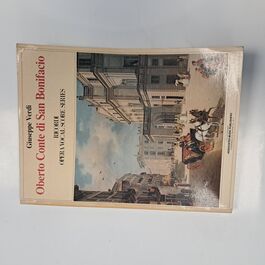 Giuseppe Verdi
Oberto Conte di San Bonifacio
RICORDI
OPERA VOCAL SCORE SERIES